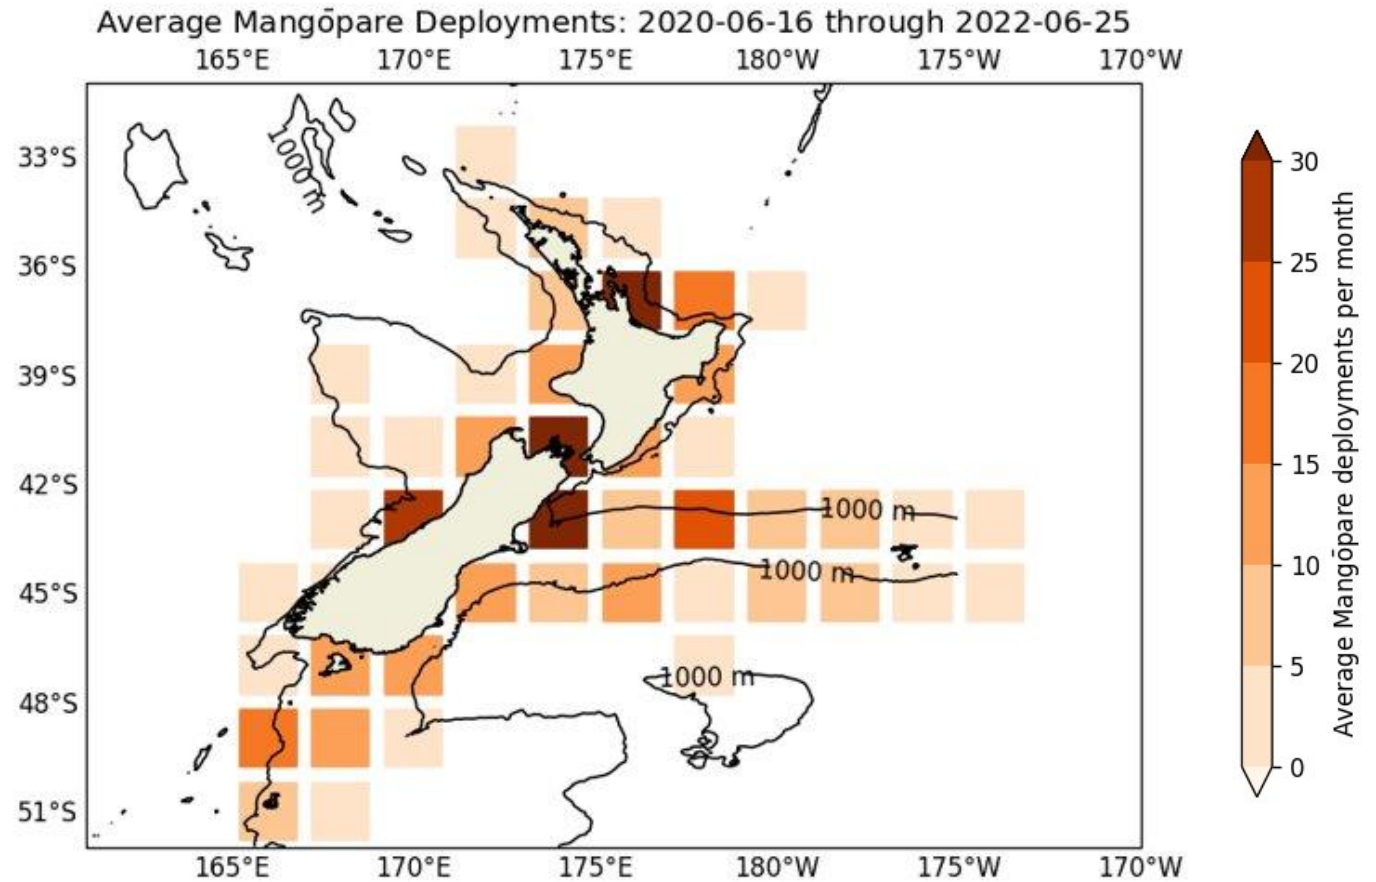 Average Mangōpare Deployments: 2020-06-16 through 2022-06-25
165°E 170°E 175°E 180°W 175°W 170°W
33°S
36°S
39°S
42°S
45°S
48°S
51°S
1000 m
1000 m
1000 m
1000 m
165°E 170°E 175°E 180°W 175°W 170°W
30
25
20
15
10
5
0
Average Mangōpare deployments per month